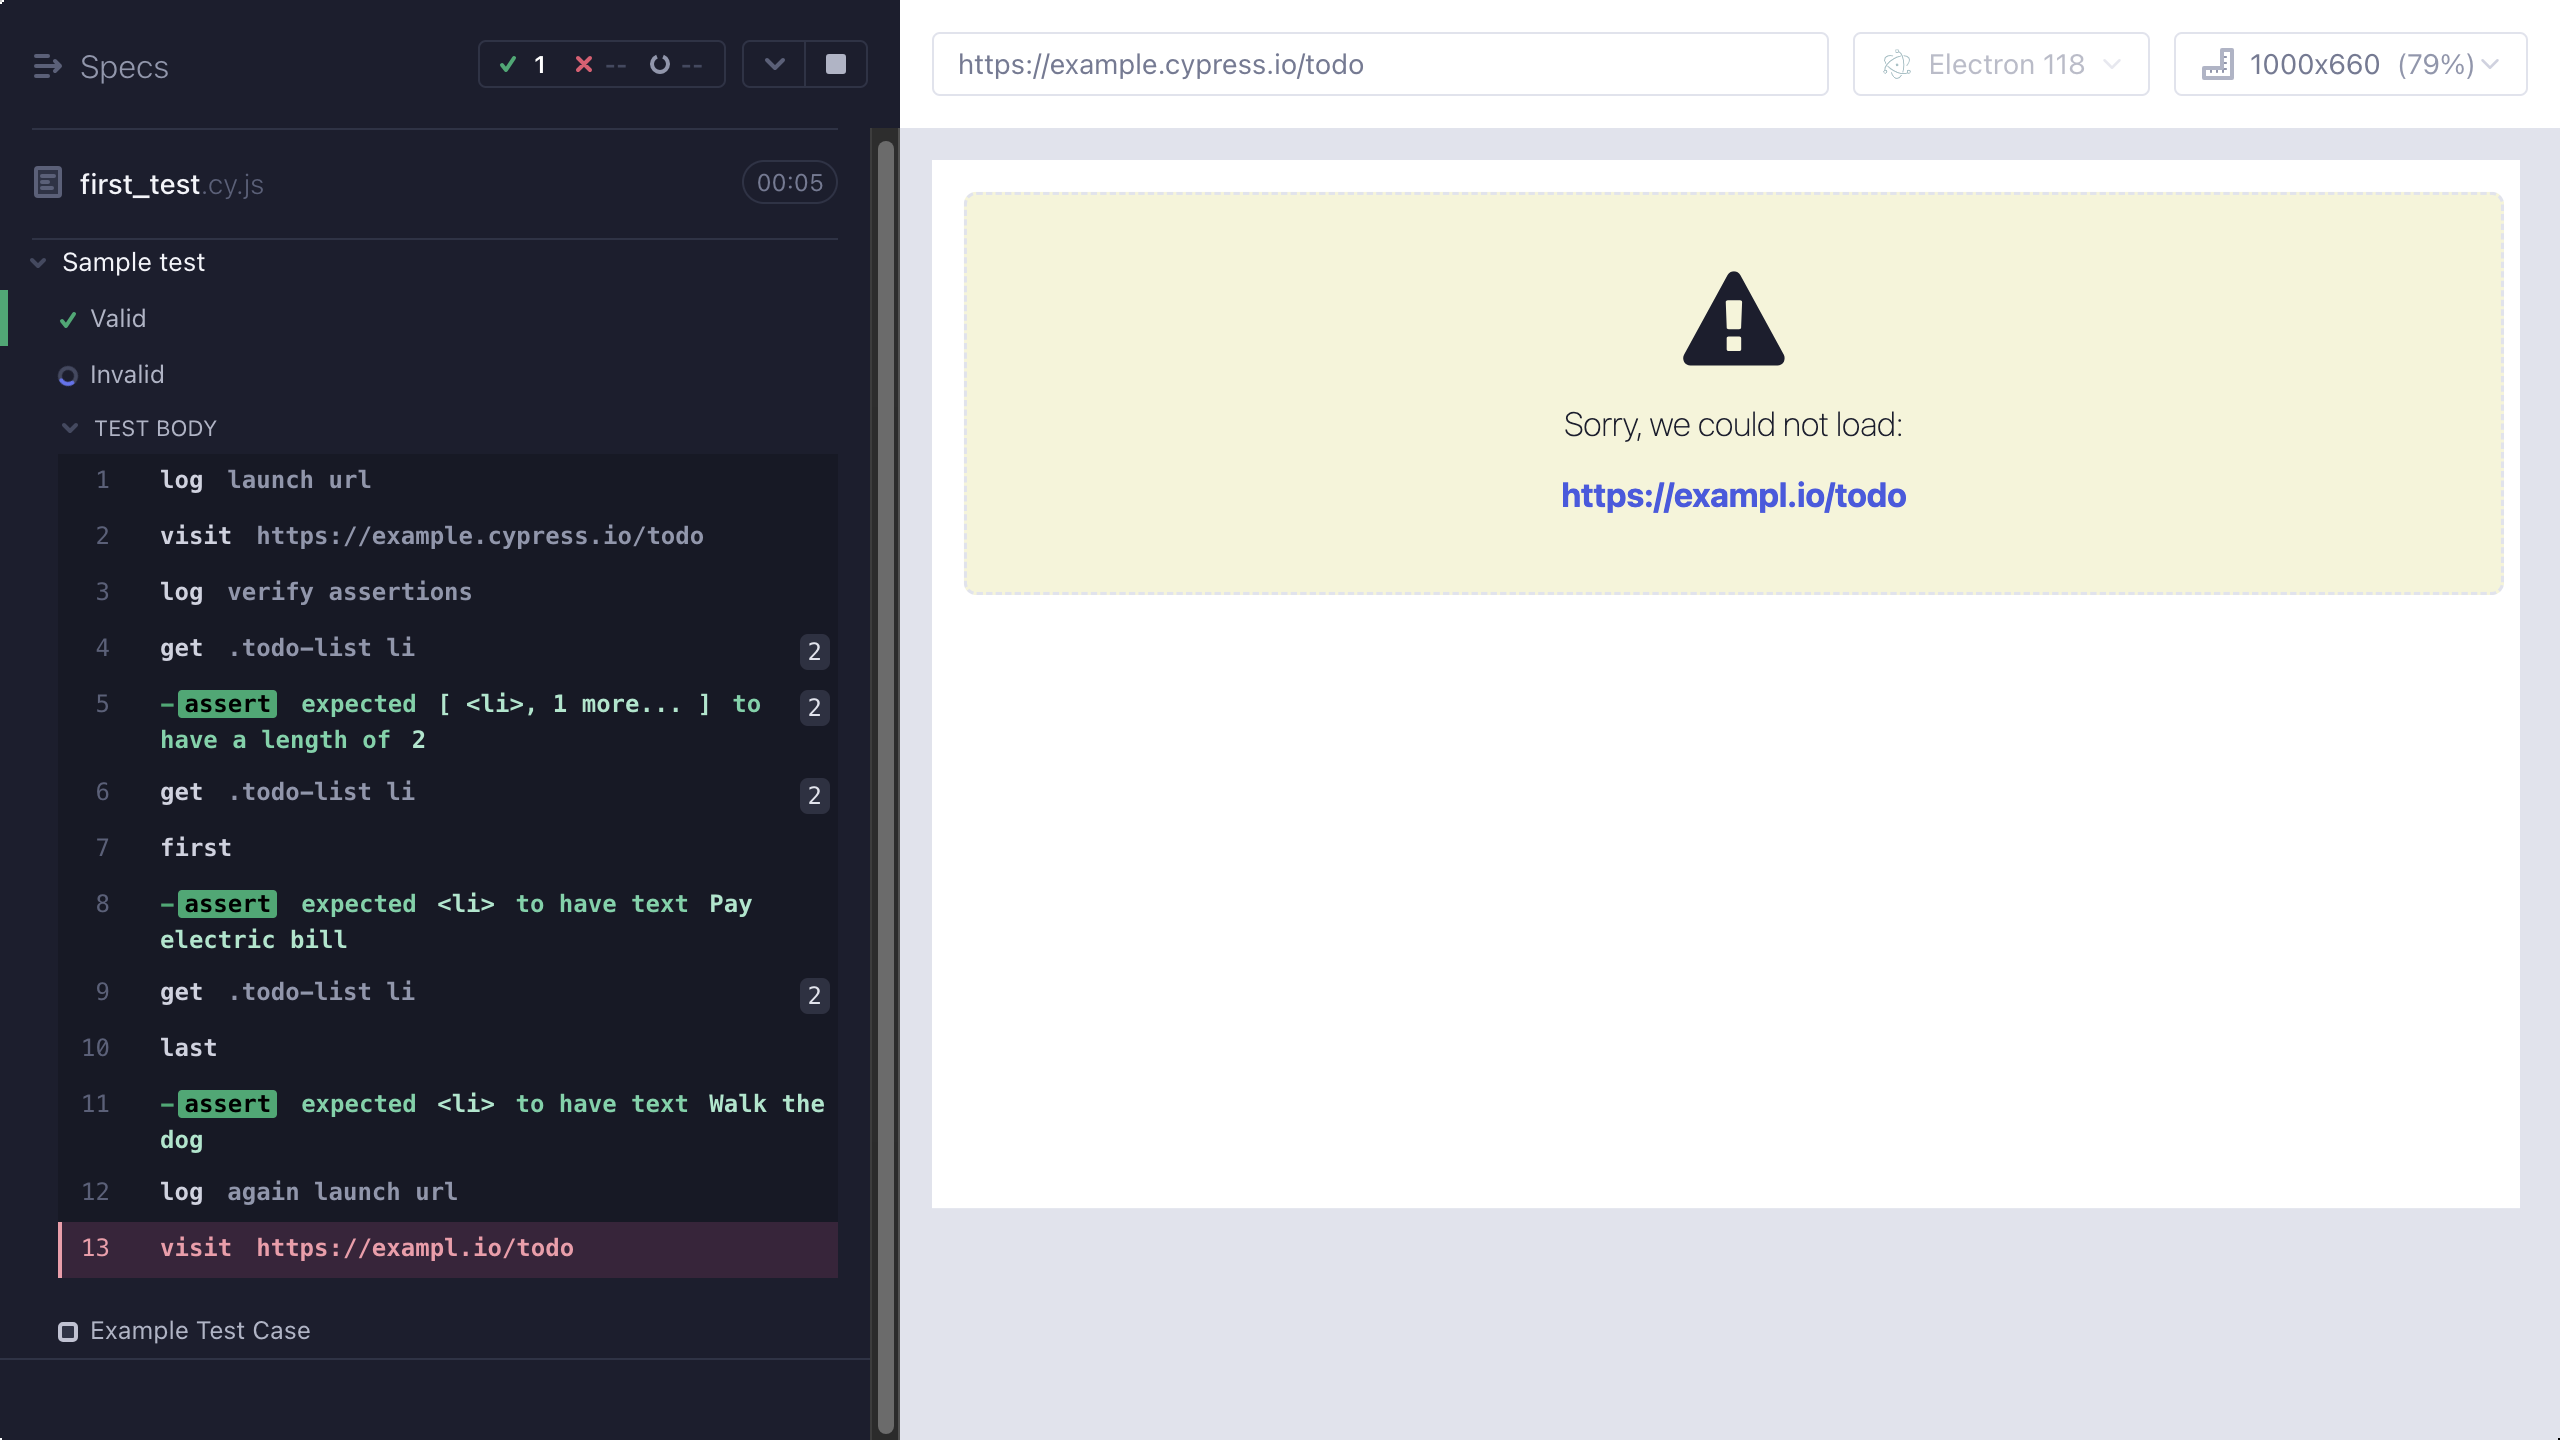 Specs
1
--
--
first_test.cy.js
00:05
Sample test
Valid
Invalid
TEST BODY
1 log launch url
2 visit https://example.cypress.io/todo
3 log verify assertions
4 get .todo-list li 2
5 -assert expected [ <li>, 1 more... ] to 2
have a length of 2
6 get .todo-list li 2
7 first
8 -assert expected <li> to have text Pay
electric bill
9 get .todo-list li 2
10 last
11 -assert expected <li> to have text Walk the
dog
12 log again launch url
13 visit https://exampl.io/todo
Example Test Case
https://example.cypress.io/todo
Electron 118
1000x660 (79%)
Sorry, we could not load:
https://exampl.io/todo